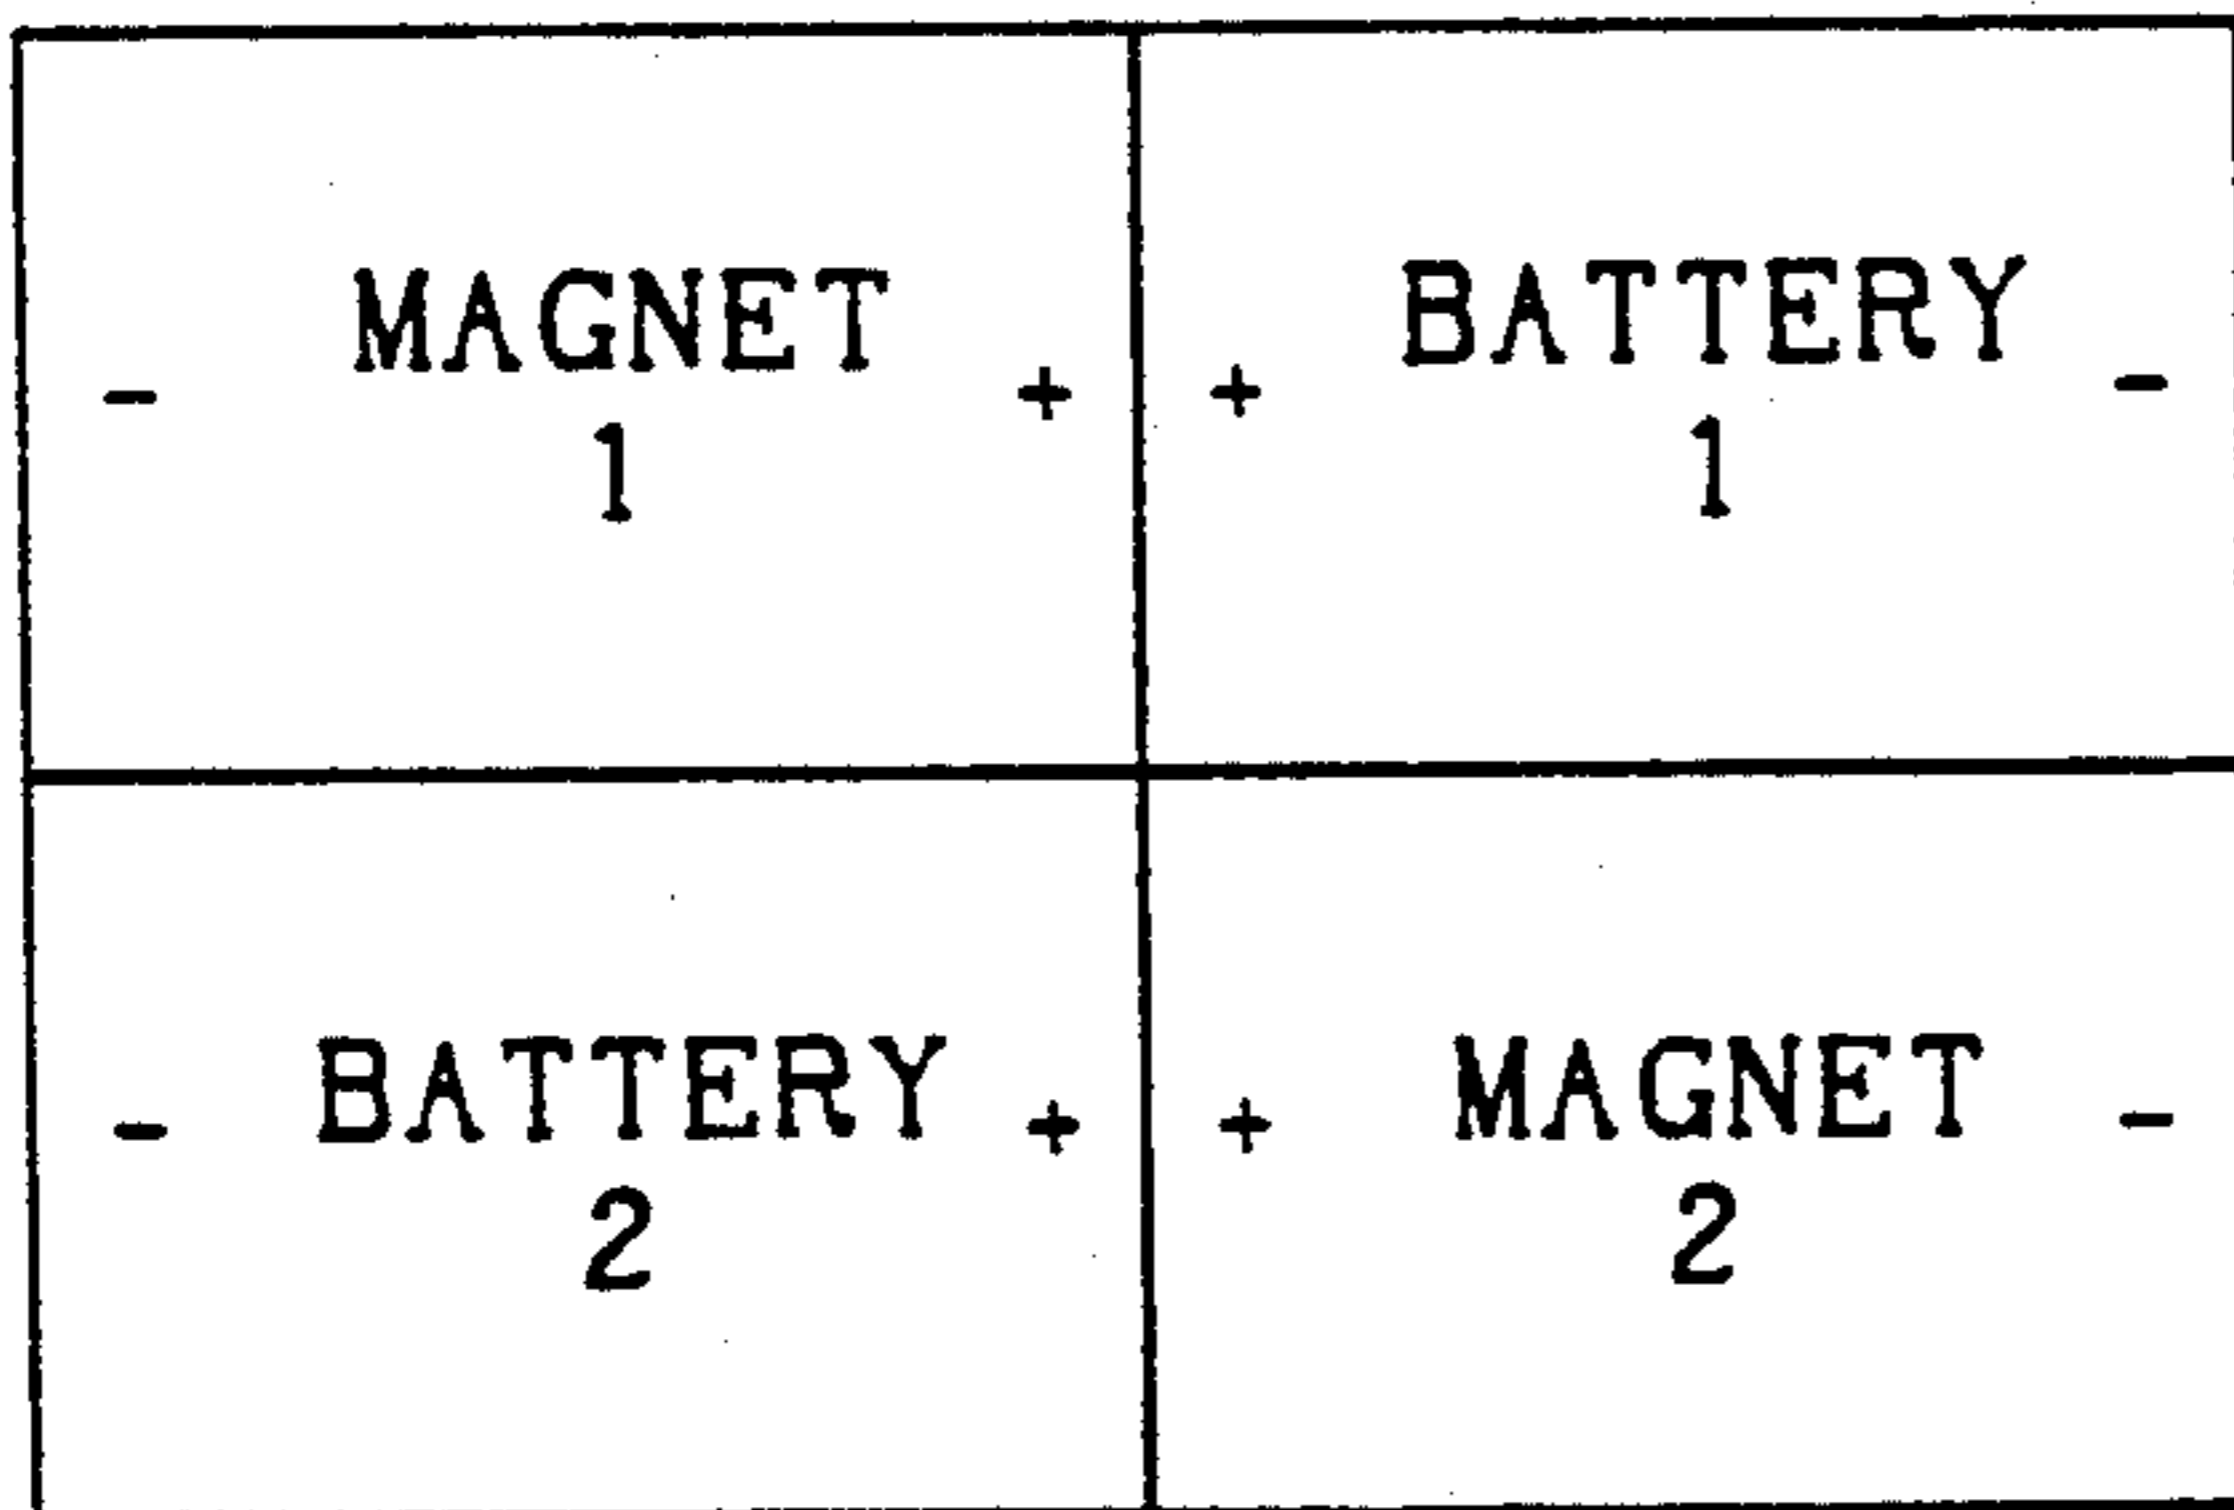 MAGNET
- + + -
1
BATTERY
1
BATTERY
- + + -
2
MAGNET
2